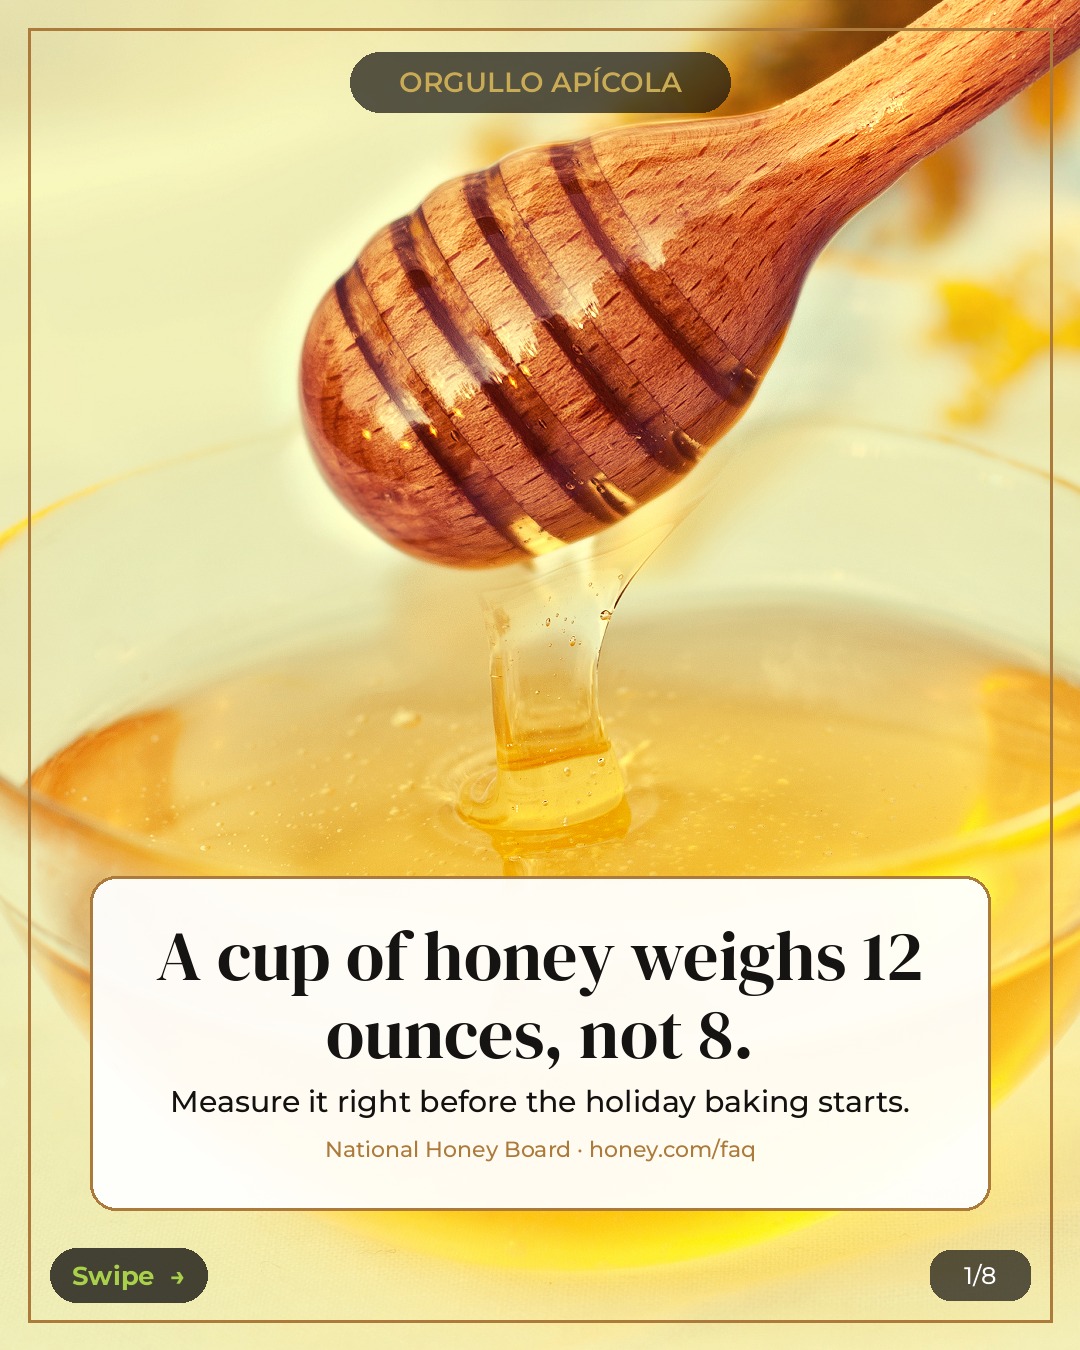 ORGULLO APÍCOLA
A cup of honey weighs 12
ounces, not 8.
Measure it right before the holiday baking starts.
National Honey Board · honey.com/faq
Swipe →
1/8